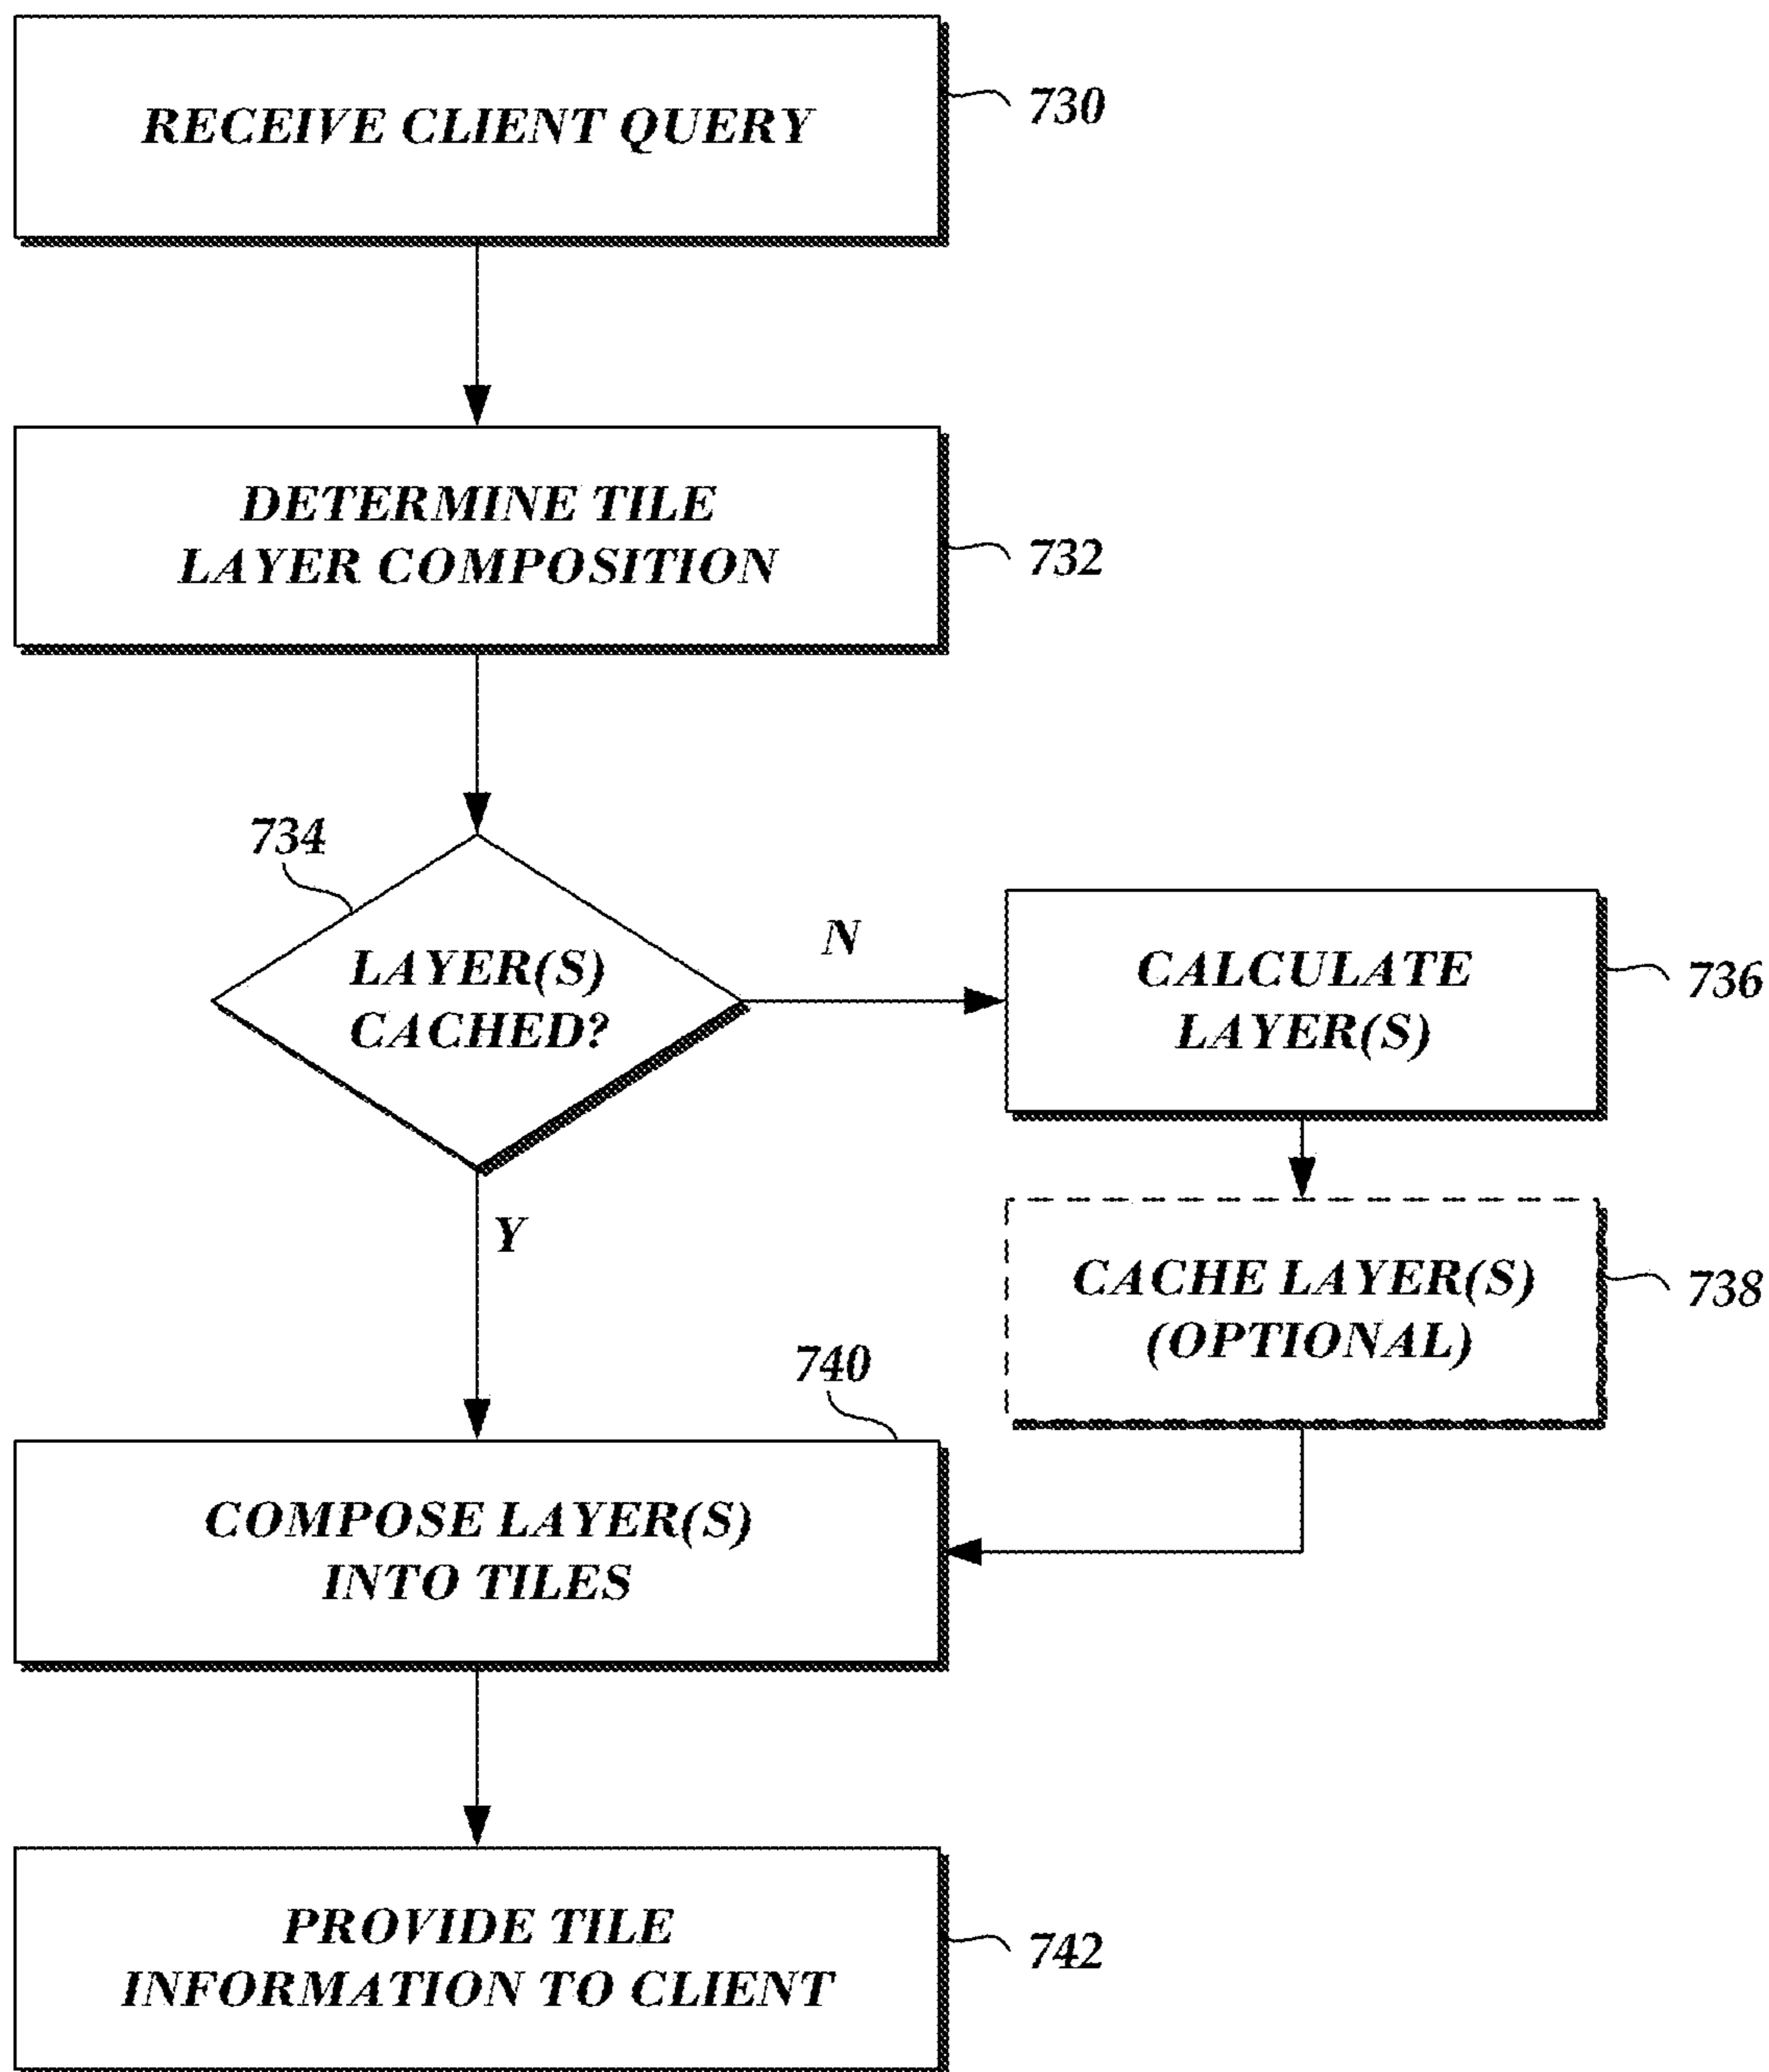 RECEIVE CLIENT QUERY
730
DETERMINE TILE
LAYER COMPOSITION
732
734
LAYER(S)
CACHED?
N
CALCULATE
LAYER(S)
736
Y
CACHE LAYER(S)
(OPTIONAL)
738
740
COMPOSE LAYER(S)
INTO TILES
PROVIDE TILE
INFORMATION TO CLIENT
742